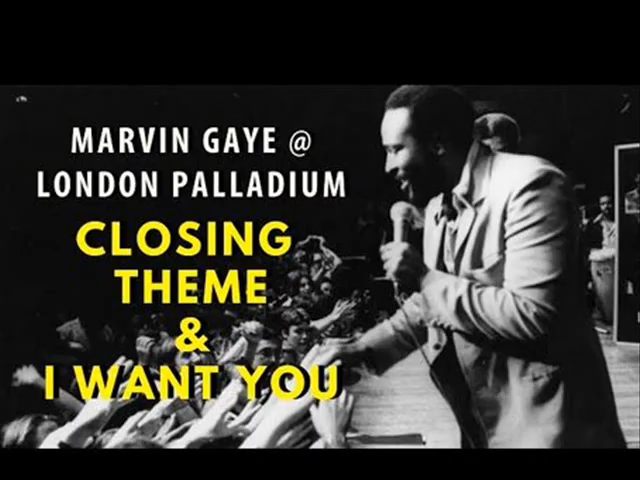 MARVIN GAYE @
LONDON PALLADIUM
CLOSING
THEME
&
I WANT YOU